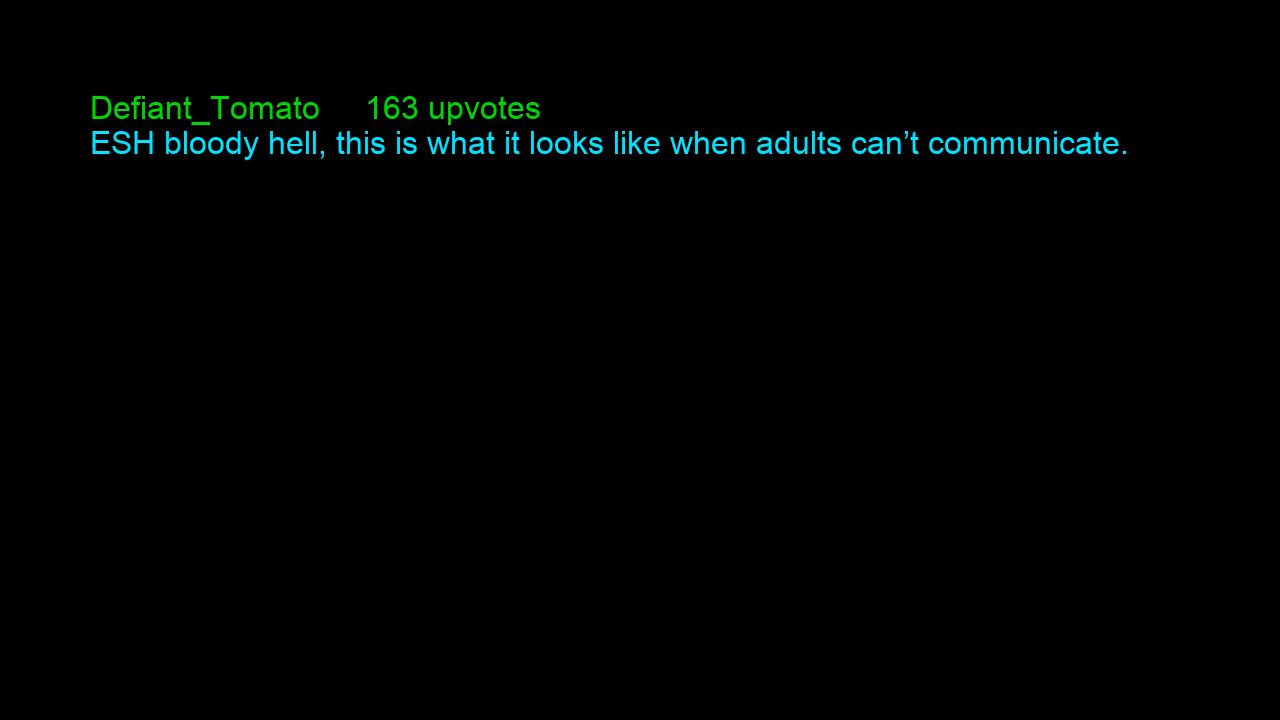 Defiant_Tomato 163 upvotes
ESH bloody hell, this is what it looks like when adults can’t communicate.